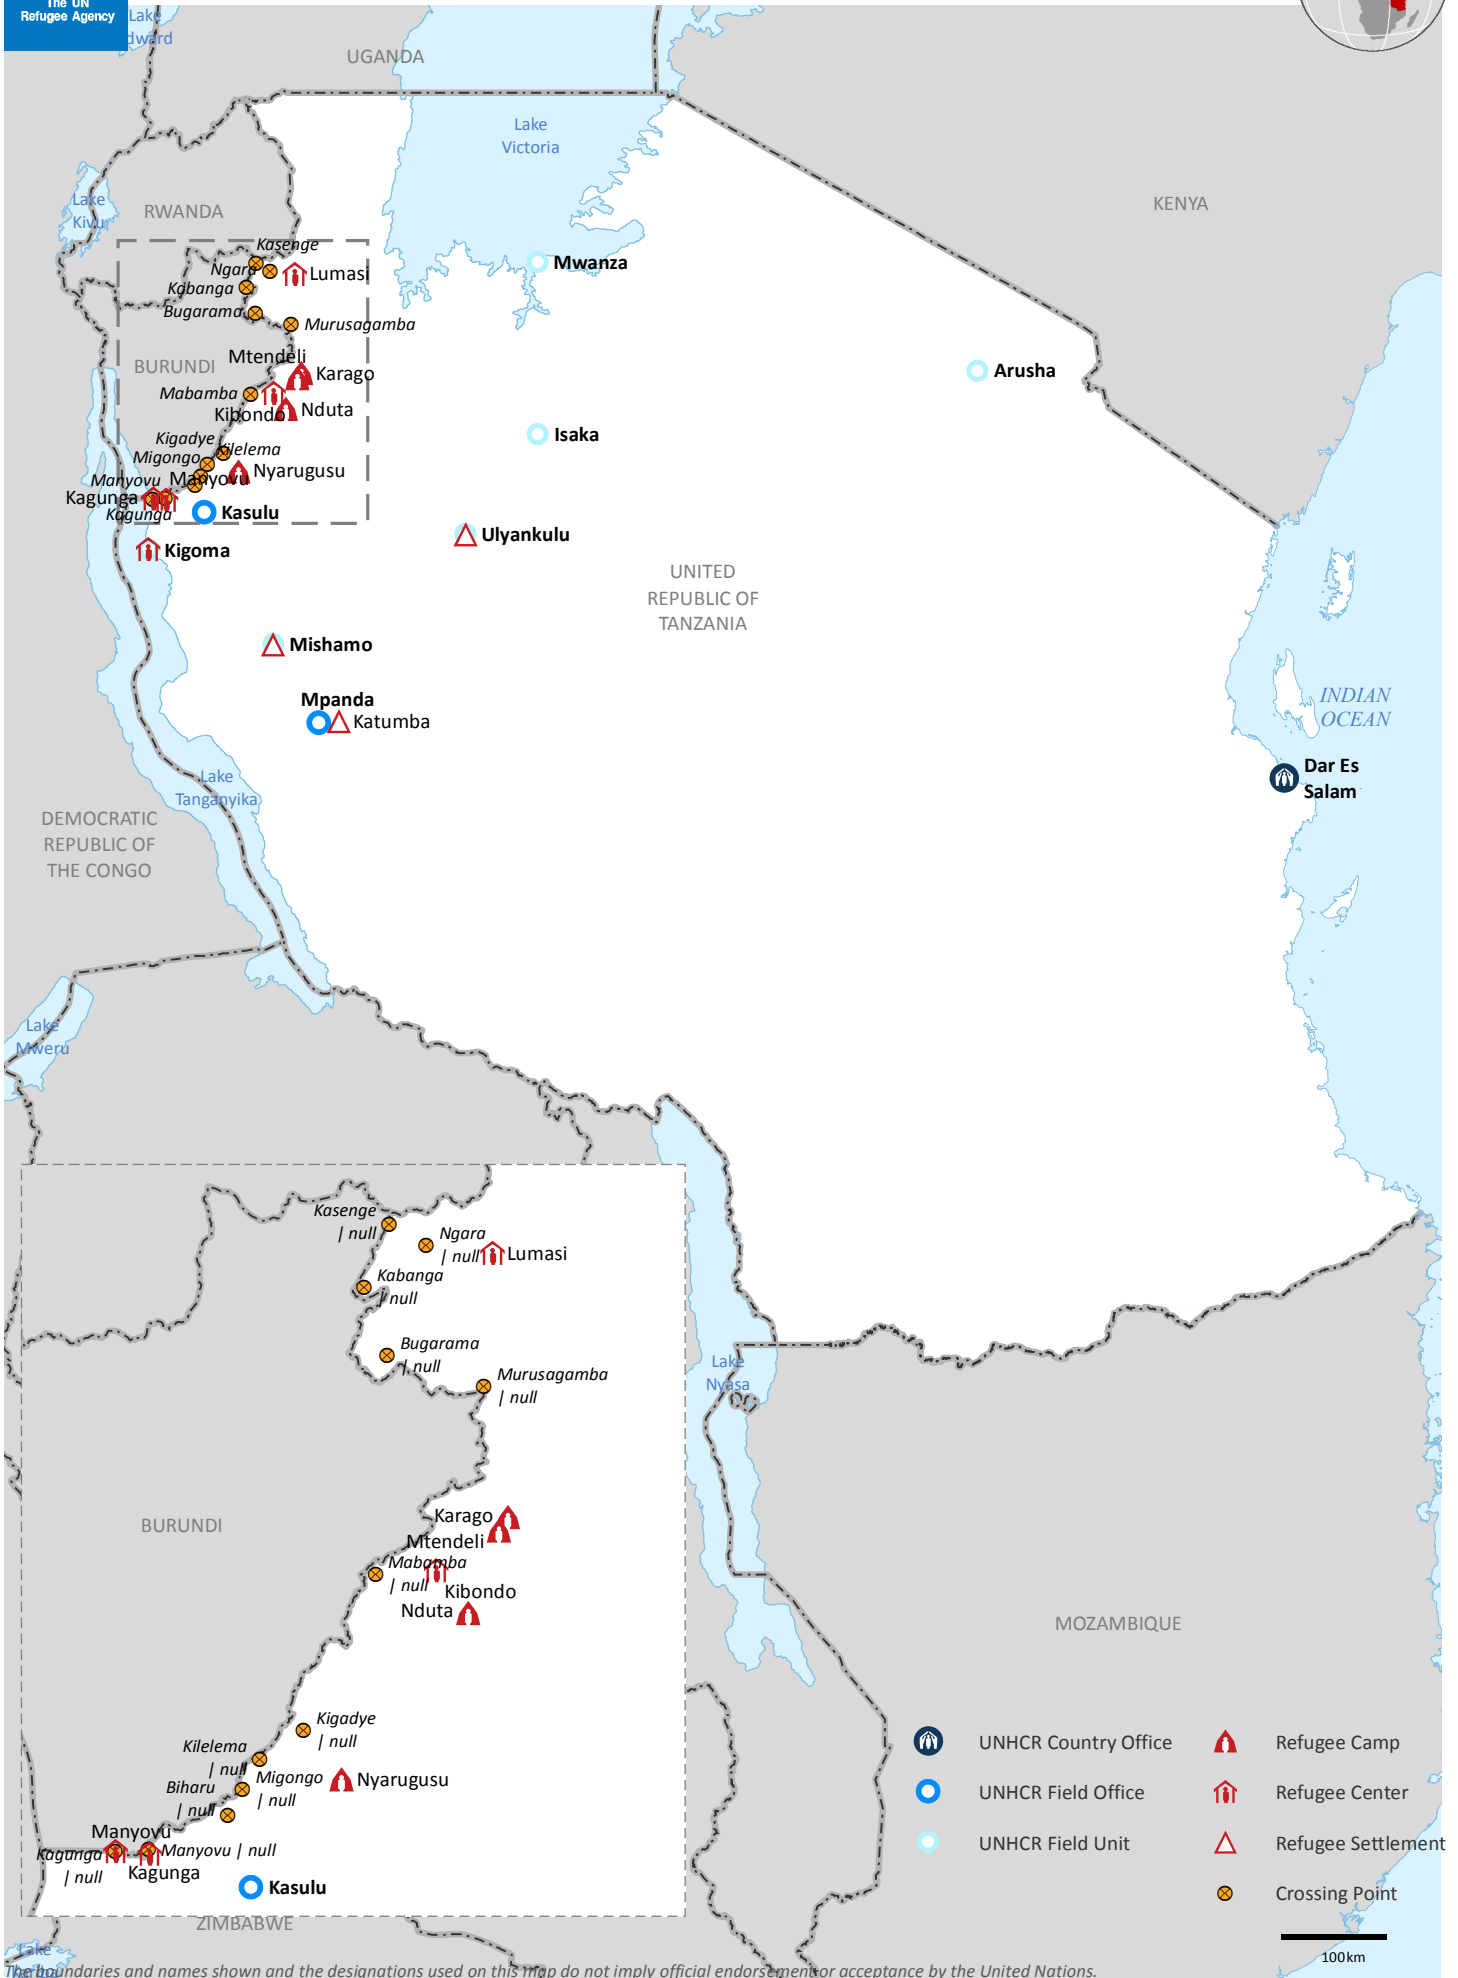 The UN
Refugee Agency
Lake
dward
UGANDA
Lake
Victoria
KENYA
Lake
Kivu
RWANDA
Kasenge
Ngara
Lumasi
Kabanga
Bugarama
Murusagamba
Mwanza
Mtendeli
BURUNDI
Karago
Mabamba
Kibondo
Nduta
Arusha
Isaka
Kigadye
Kilelema
Migongo
Nyarugusu
Manyovu
Manyovu
Kagunga
Kagunga
Kasulu
Kigoma
Ulyankulu
UNITED
REPUBLIC OF
TANZANIA
Mishamo
Mpanda
Katumba
INDIAN
OCEAN
Dar Es
Salam
Lake
Tanganyika
DEMOCRATIC
REPUBLIC OF
THE CONGO
Lake
Mweru
Kasenge
| null
Ngara
| null
Lumasi
Kabanga
| null
Bugarama
| null
Murusagamba
| null
Lake
Nyasa
Karago
Mtendeli
Mabamba
| null
Kibondo
Nduta
BURUNDI
MOZAMBIQUE
Kigadye
| null
Kilelema
| null
Migongo
| null
Nyarugusu
Biharu
| null
Manyovu
Manyovu | null
Kagunga
| null
Kagunga
Kasulu
ZIMBABWE
UNHCR Country Office
UNHCR Field Office
UNHCR Field Unit
Refugee Camp
Refugee Center
Refugee Settlement
Crossing Point
100km
Lake
The boundaries and names shown and the designations used on this map do not imply official endorsement or acceptance by the United Nations.